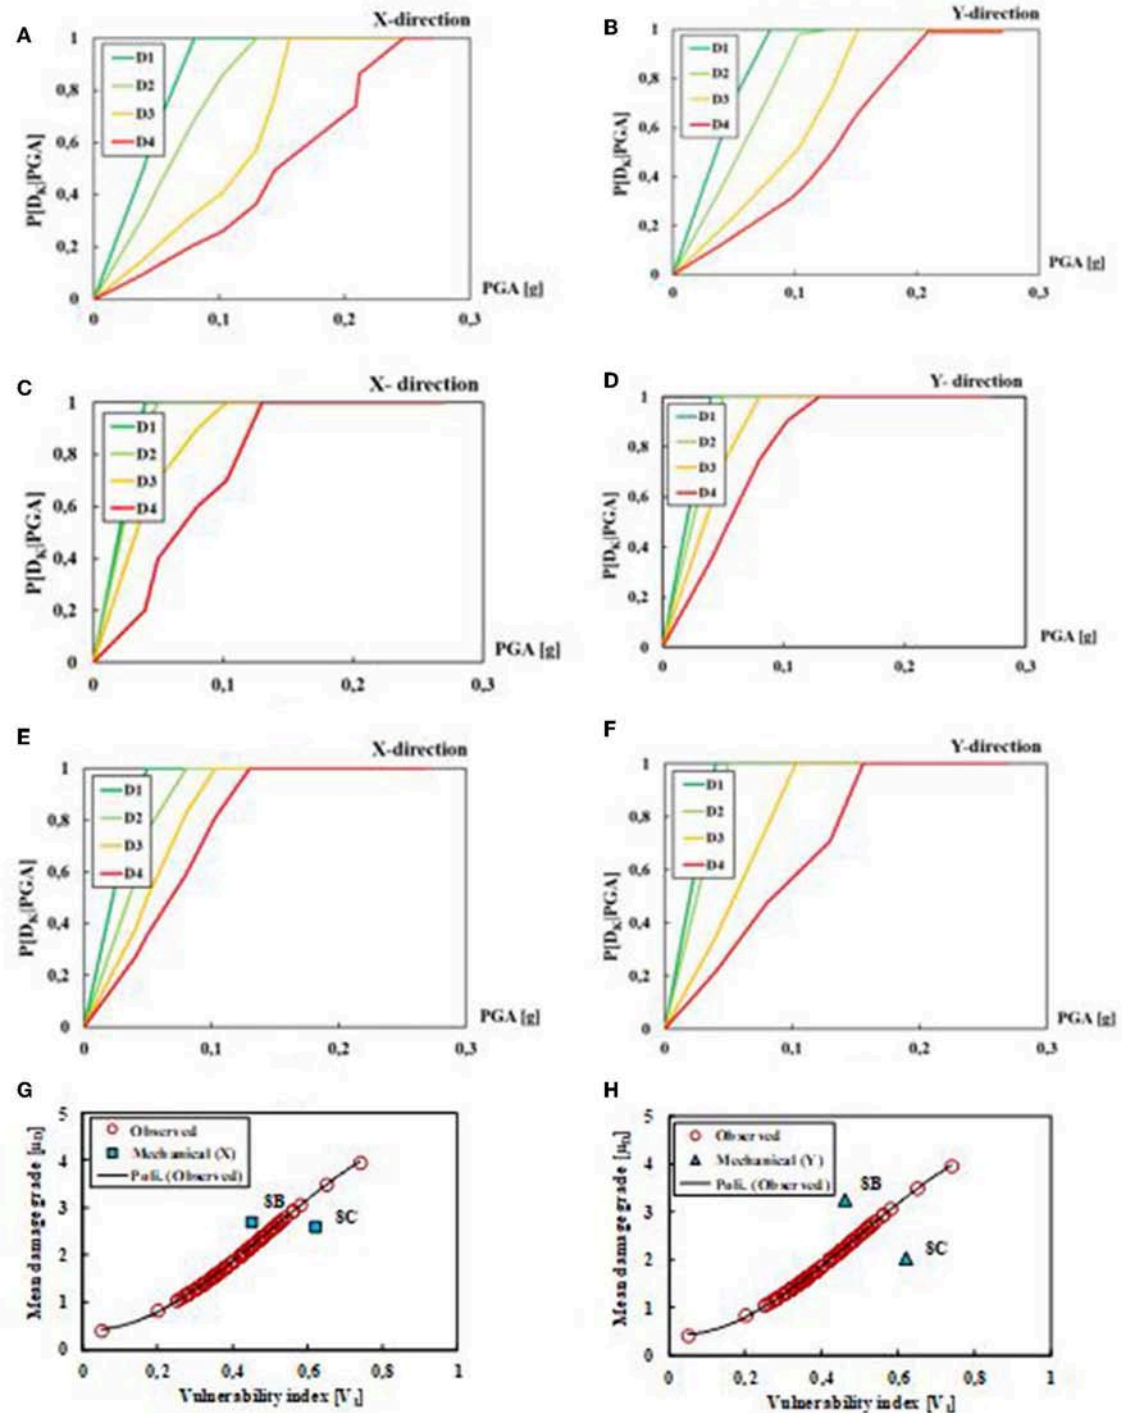 A
X-direction
1
0,8
0,6
0,4
0,2
0
D1
D2
D3
D4
P[DK|PGA]
PGA [g]
0
0,1
0,2
0,3
B
Y-direction
1
0,8
0,6
0,4
0,2
0
D1
D2
D3
D4
P[DK|PGA]
PGA [g]
0
0,1
0,2
0,3
C
X- direction
1
0,8
0,6
0,4
0,2
0
D1
D2
D3
D4
P[DK|PGA]
PGA [g]
0
0,1
0,2
0,3
D
Y- direction
1
0,8
0,6
0,4
0,2
0
D1
D2
D3
D4
P[DK|PGA]
PGA [g]
0
0,1
0,2
0,3
E
X-direction
1
0,8
0,6
0,4
0,2
0
D1
D2
D3
D4
P[DK|PGA]
PGA [g]
0
0,1
0,2
0,3
F
Y-direction
1
0,8
0,6
0,4
0,2
0
D1
D2
D3
D4
P[DK|PGA]
PGA [g]
0
0,1
0,2
0,3
G
5
4
3
2
1
0
Observed
Mechanical (X)
Poli. (Observed)
SB
SC
Mean damage grade [μD]
0
0,2
0,4
0,6
0,8
1
Vulnerability index [VI]
H
5
4
3
2
1
0
Observed
Mechanical (Y)
Poli. (Observed)
SB
SC
Mean damage grade [μD]
0
0,2
0,4
0,6
0,8
1
Vulnerability index [VI]